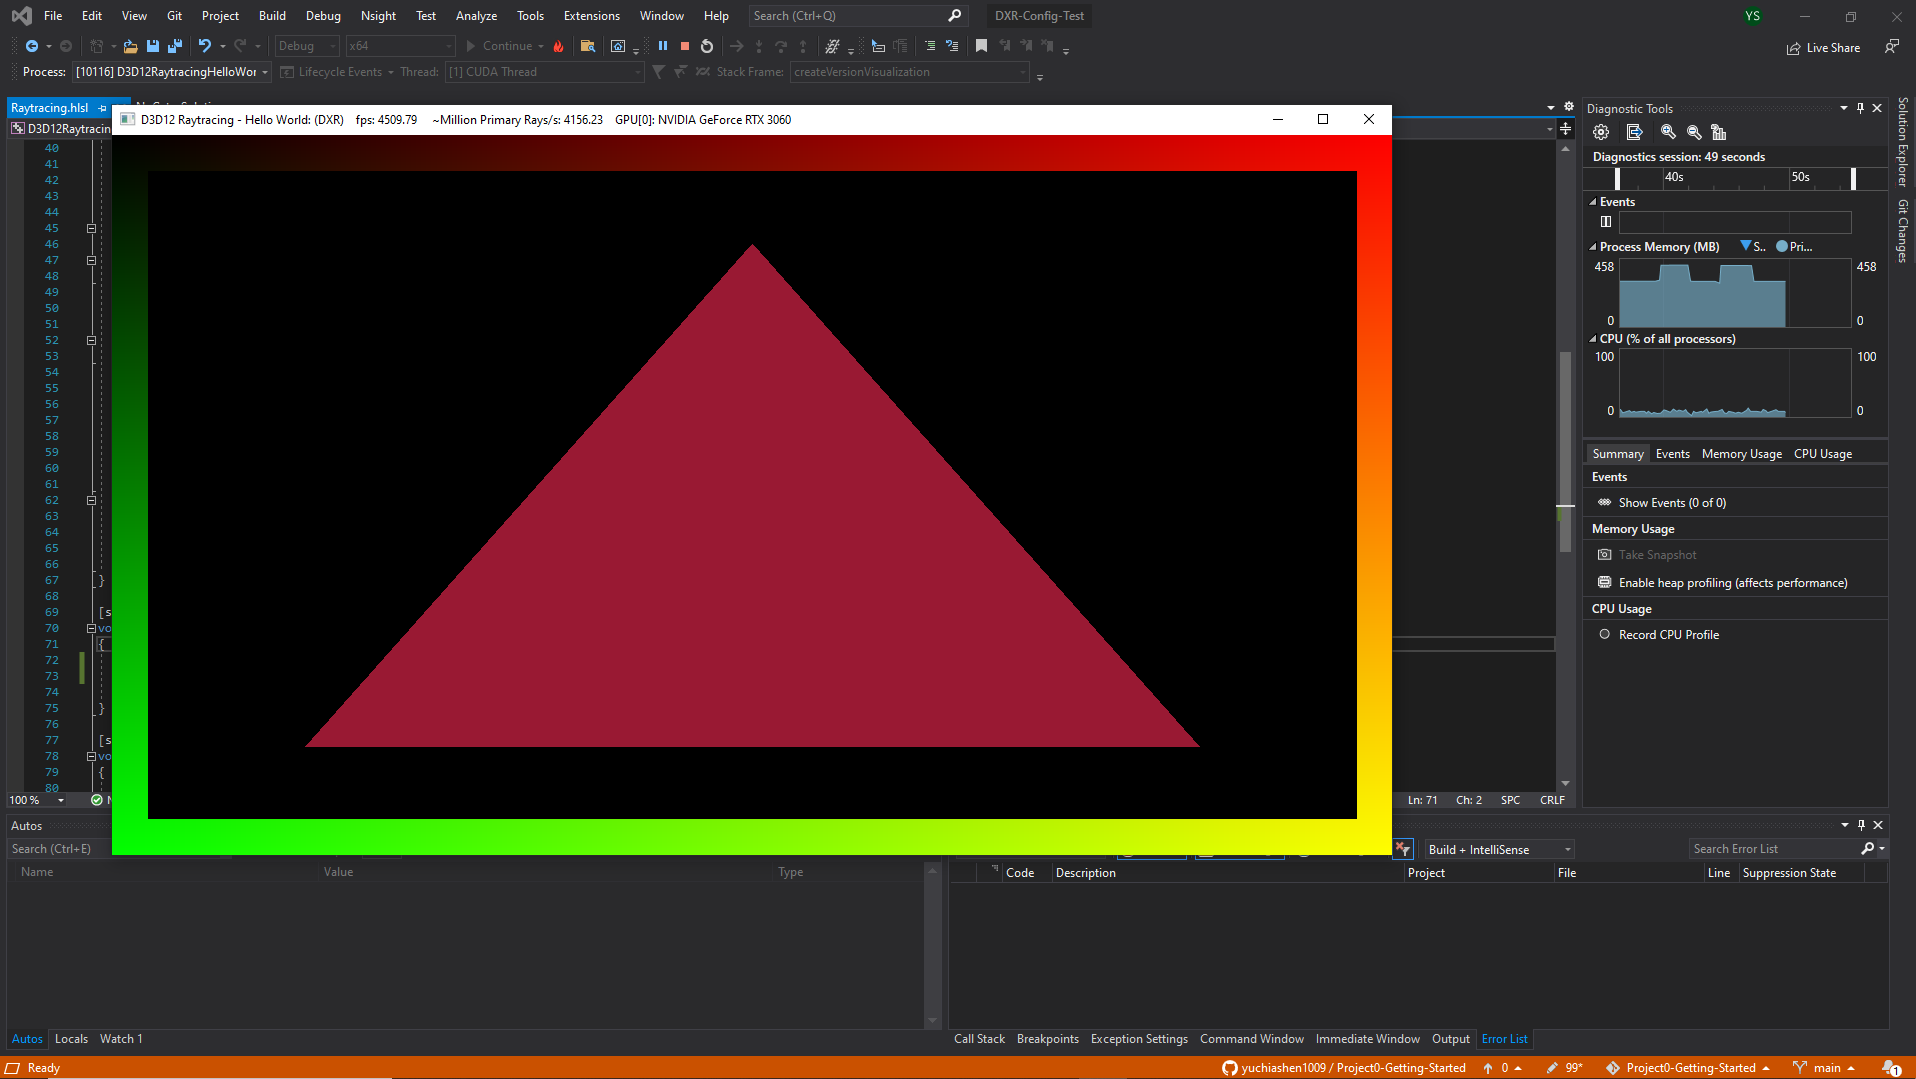 File Edit View Git Project Build Debug Nsight Test Analyze Tools Extensions Window Help Search (Ctrl+Q) DXR-Config-Test YS
Debug x64 Continue Live Share
Process: [10116] D3D12RaytracingHelloWor Lifecycle Events Thread: [1] CUDA Thread Stack Frame: createVersionVisualization
Raytracing.hlsl
D3D12Raytracin
D3D12 Raytracing - Hello World: (DXR) fps: 4509.79 ~Million Primary Rays/s: 4156.23 GPU[0]: NVIDIA GeForce RTX 3060
40
41
42
43
44
45
46
47
48
49
50
51
52
53
54
55
56
57
58
59
60
61
62
63
64
65
66
67 }
68
69 [s
70 vo
71 {
72
73
74
75 }
76
77 [s
78 vo
79 {
80
100 %
Ln: 71 Ch: 2 SPC CRLF
Diagnostic Tools
Diagnostics session: 49 seconds
40s 50s
Events
Process Memory (MB) S.. Pri...
458 458
0 0
CPU (% of all processors)
100 100
0 0
Summary Events Memory Usage CPU Usage
Events
Show Events (0 of 0)
Memory Usage
Take Snapshot
Enable heap profiling (affects performance)
CPU Usage
Record CPU Profile
Solution Explorer
Git Changes
Autos
Search (Ctrl+E)
Name Value Type
Autos Locals Watch 1
Build + IntelliSense Search Error List
Code Description Project File Line Suppression State
Call Stack Breakpoints Exception Settings Command Window Immediate Window Output Error List
Ready yuchiashen1009 / Project0-Getting-Started 0 99* Project0-Getting-Started main 1